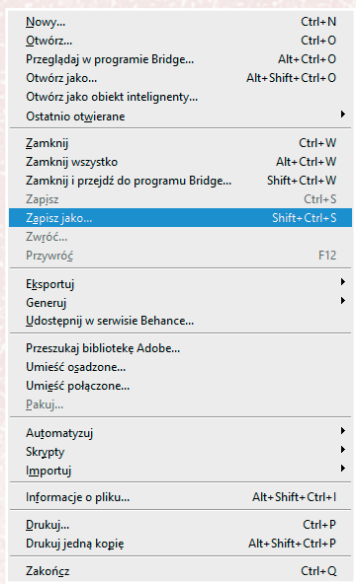 Nowy... Ctrl+N
Otwórz... Ctrl+O
Przeglądaj w programie Bridge... Alt+Ctrl+O
Otwórz jako... Alt+Shift+Ctrl+O
Otwórz jako obiekt intelignenty...
Ostatnio otwierane
Zamknij Ctrl+W
Zamknij wszystko Alt+Ctrl+W
Zamknij i przejdź do programu Bridge... Shift+Ctrl+W
Zapisz Ctrl+S
Zapisz jako... Shift+Ctrl+S
Zwróć...
Przywróć F12
Eksportuj
Generuj
Udostępnij w serwisie Behance...
Przeszukaj bibliotekę Adobe...
Umieść osadzone...
Umieść połączone...
Pakuj...
Automatyzuj
Skrypty
Importuj
Informacje o pliku... Alt+Shift+Ctrl+I
Drukuj... Ctrl+P
Drukuj jedną kopię Alt+Shift+Ctrl+P
Zakończ Ctrl+Q